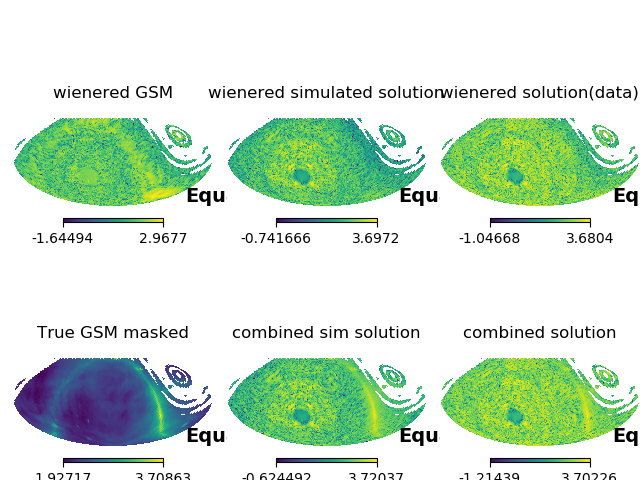 wienered GSM
wienered simulated solution
wienered solution(data)
Equ
Equ
Eq
-1.64494 2.9677
-0.741666 3.6972
-1.04668 3.6804
True GSM masked
combined sim solution
combined solution
Equ
Equ
Eq
1.92717 3.70863
-0.624492 3.72037
-1.21439 3.70226